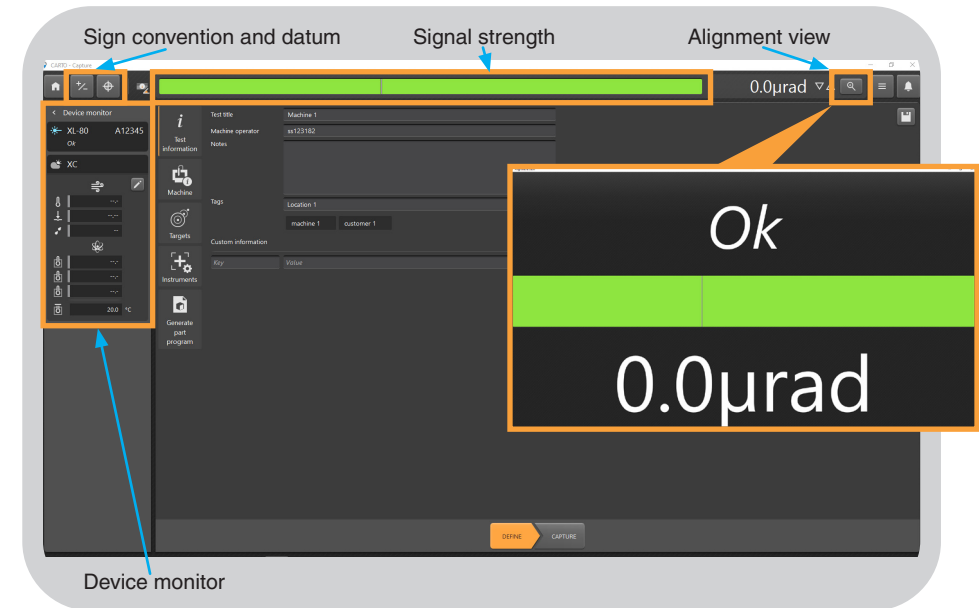 Sign convention and datum
Signal strength
Alignment view
CARTO - Capture
0.0μrad
Device monitor
XL-80 A12345
Ok
XC
--.-
--.--
--
--.-
--.-
--.-
20.0 °C
i
Test
information
Machine
Targets
Instruments
Generate
part
program
Test title Machine 1
Machine operator ss123182
Notes
Tags Location 1
machine 1 customer 1
Custom information
Key Value
Ok
0.0μrad
DEFINE CAPTURE
Device monitor